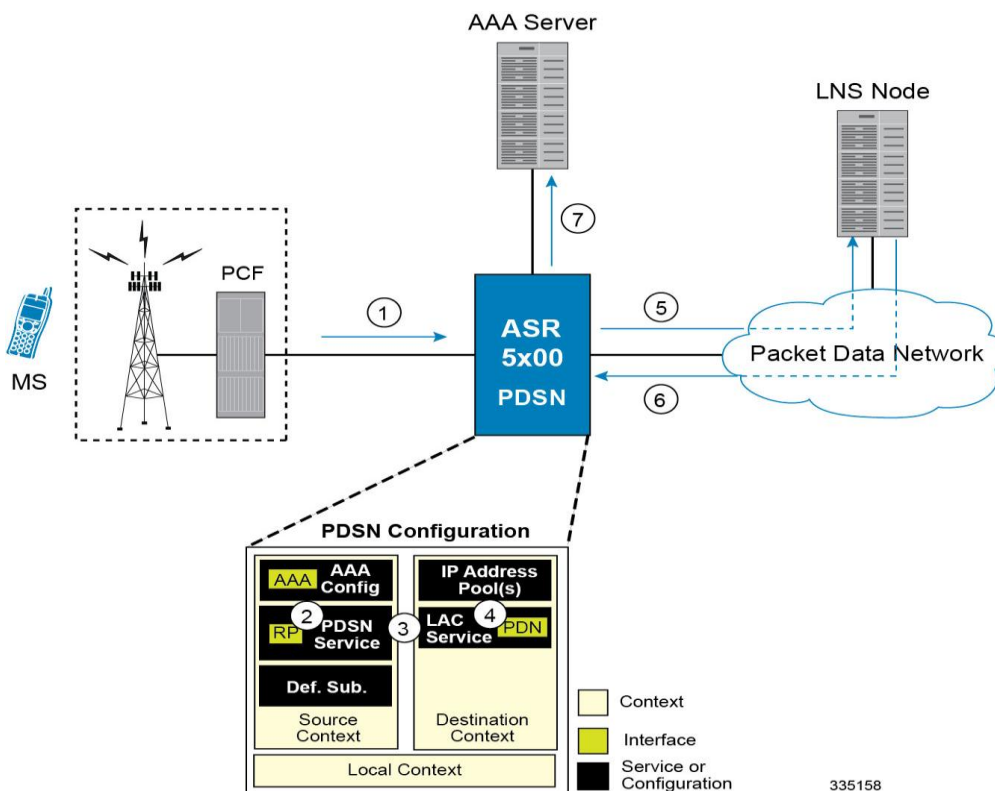 AAA Server
LNS Node
7
PCF
1
5
ASR
5x00
PDSN
Packet Data Network
MS
6
PDSN Configuration
AAA
AAA
Config
IP Address
Pool(s)
2
3
4
RP
PDSN
Service
LAC
Service
PDN
Def. Sub.
Source
Context
Destination
Context
Local Context
Context
Interface
Service or
Configuration
335158